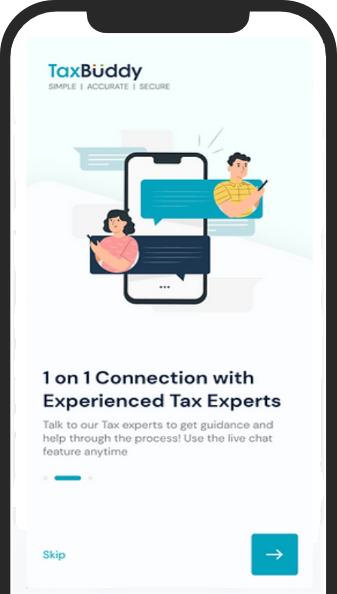 TaxBuddy
SIMPLE | ACCURATE | SECURE
1 on 1 Connection with
Experienced Tax Experts
Talk to our Tax experts to get guidance and
help through the process! Use the live chat
feature anytime
Skip